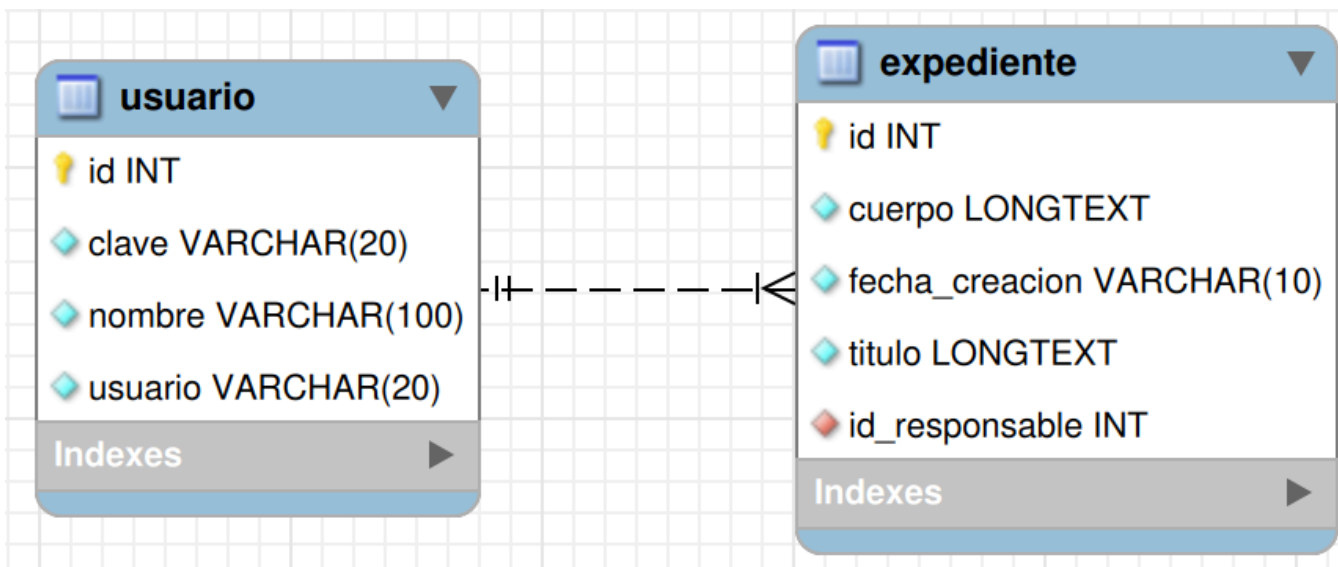 usuario
id INT
clave VARCHAR(20)
nombre VARCHAR(100)
usuario VARCHAR(20)
Indexes
expediente
id INT
cuerpo LONGTEXT
fecha_creacion VARCHAR(10)
titulo LONGTEXT
id_responsable INT
Indexes